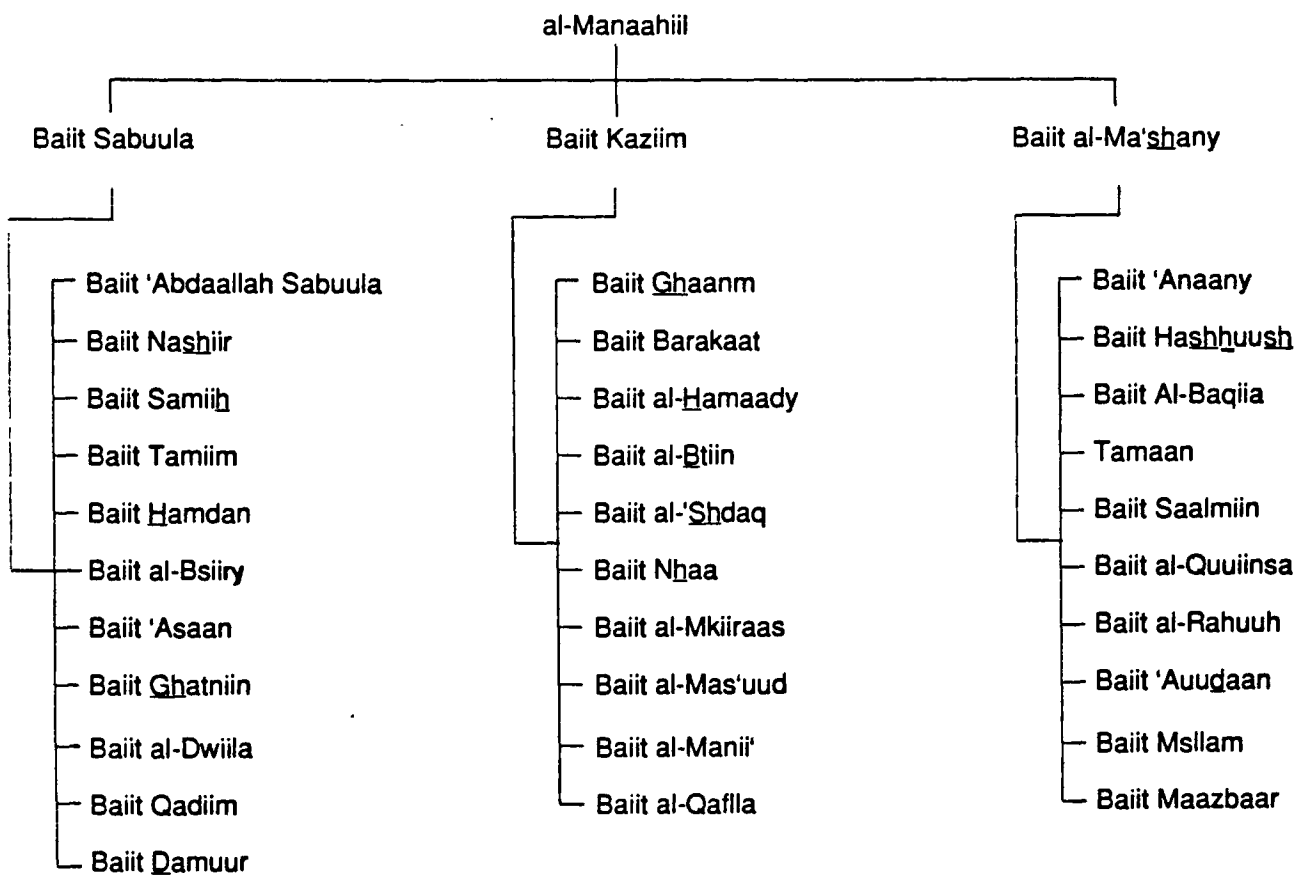 al-Manaahiil
Baiit Sabuula
Baiit 'Abdaallah Sabuula
Baiit Nashiir
Baiit Samiih
Baiit Tamiim
Baiit Hamdan
Baiit al-Bsiiry
Baiit 'Asaan
Baiit Ghatniin
Baiit al-Dwiila
Baiit Qadiim
Baiit Damuur
Baiit Kaziim
Baiit Ghaanm
Baiit Barakaat
Baiit al-Hamaady
Baiit al-Btiin
Baiit al-'Shdaq
Baiit Nhaa
Baiit al-Mkiiraas
Baiit al-Mas'uud
Baiit al-Manii'
Baiit al-Qaflla
Baiit al-Ma'shany
Baiit 'Anaany
Baiit Hashhuush
Baiit Al-Baqiia
Tamaan
Baiit Saalmiin
Baiit al-Quuiinsa
Baiit al-Rahuuh
Baiit 'Auudaan
Baiit Msllam
Baiit Maazbaar